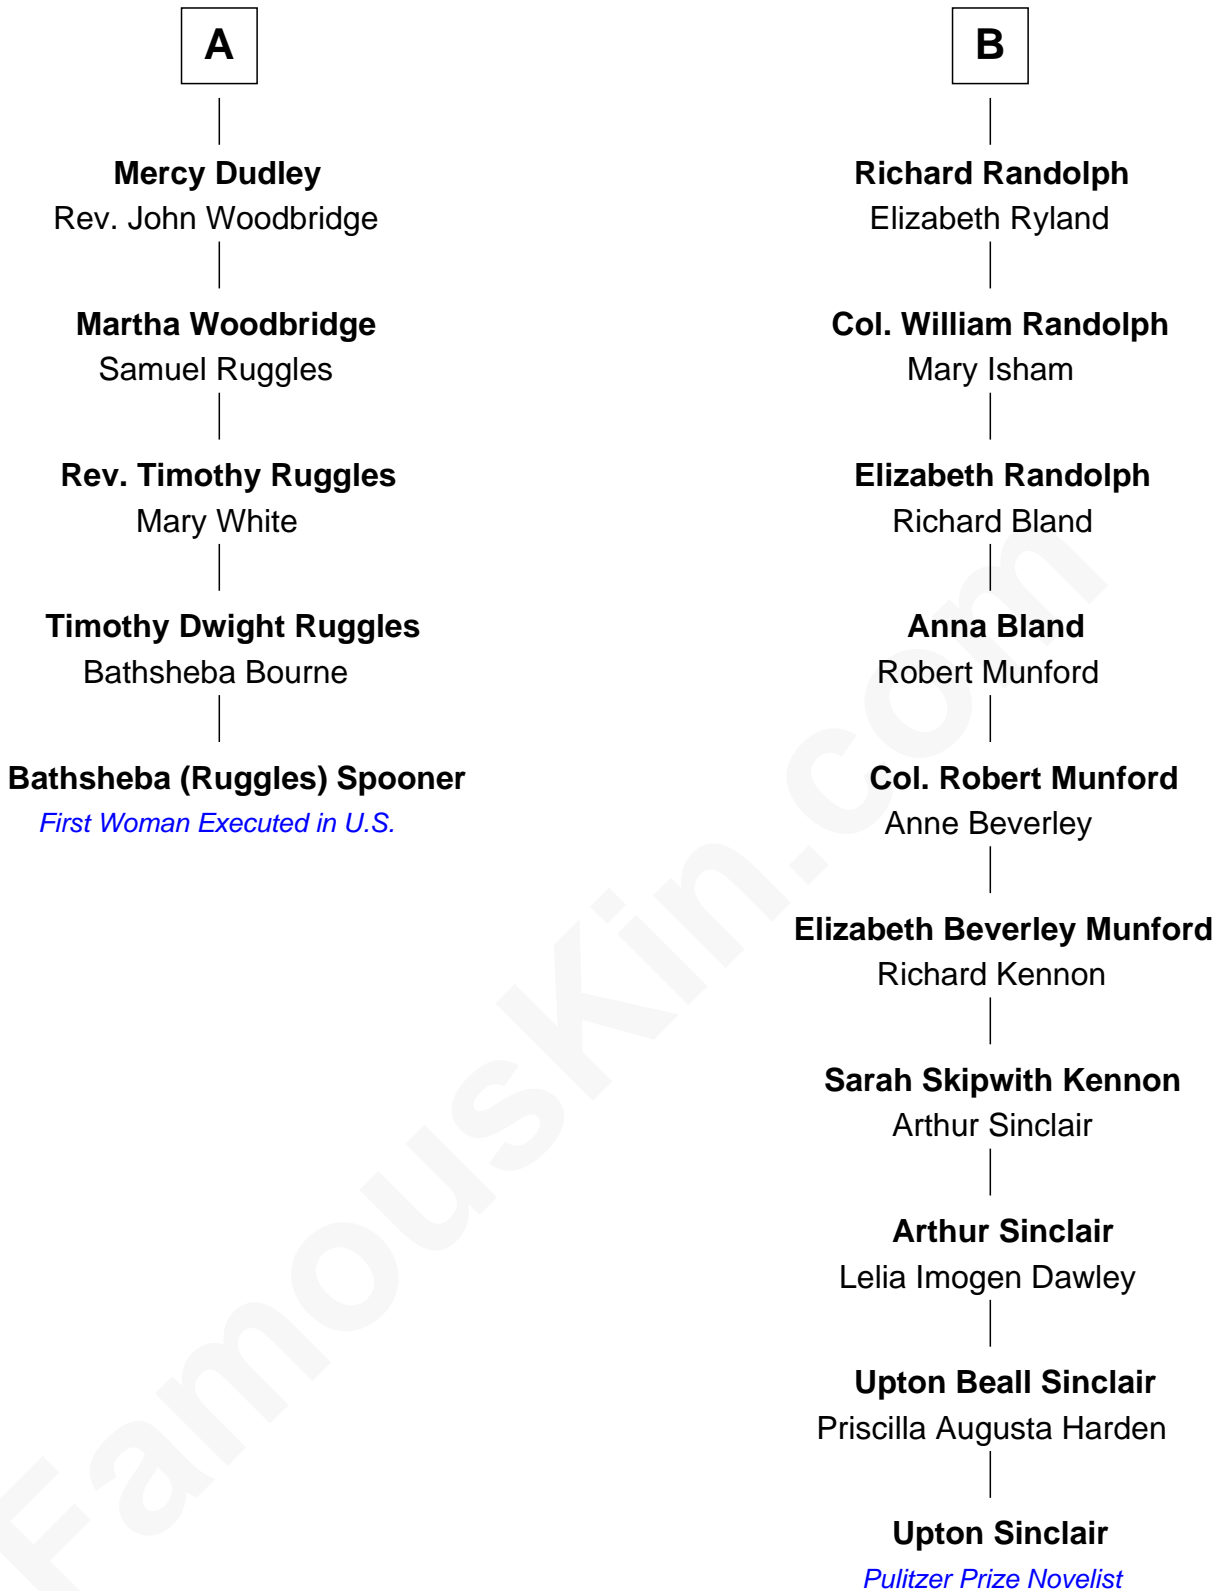 A
Mercy Dudley
Rev. John Woodbridge
Martha Woodbridge
Samuel Ruggles
Rev. Timothy Ruggles
Mary White
Timothy Dwight Ruggles
Bathsheba Bourne
Bathsheba (Ruggles) Spooner
First Woman Executed in U.S.
B
Richard Randolph
Elizabeth Ryland
Col. William Randolph
Mary Isham
Elizabeth Randolph
Richard Bland
Anna Bland
Robert Munford
Col. Robert Munford
Anne Beverley
Elizabeth Beverley Munford
Richard Kennon
Sarah Skipwith Kennon
Arthur Sinclair
Arthur Sinclair
Lelia Imogen Dawley
Upton Beall Sinclair
Priscilla Augusta Harden
Upton Sinclair
Pulitzer Prize Novelist
FamousKin.com